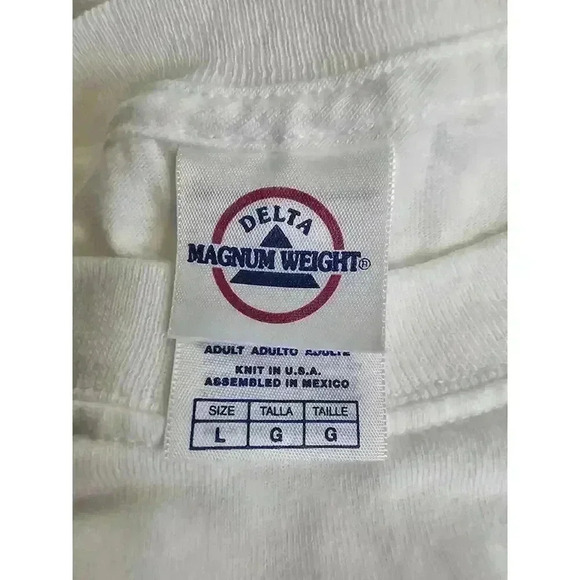 DELTA
MAGNUM WEIGHT®
ADULT ADULTO ADULTE
KNIT IN U.S.A.
ASSEMBLED IN MEXICO
SIZE TALLA TAILLE
L G G